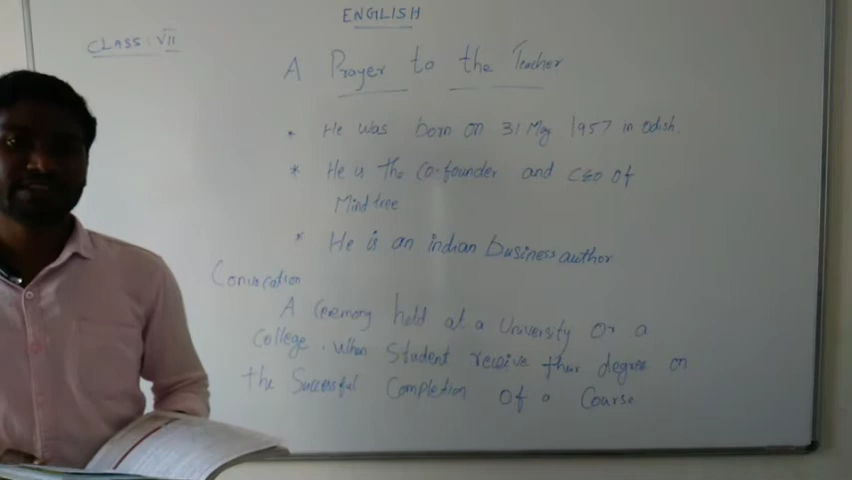 ENGLISH
CLASS : VII
A Prayer to the Teacher
* He was born on 31 May 1957 in Odish.
* He is the co-founder and CEO of
Mind tree
* He is an indian business author
Convocation
A ceremony held at a University or a
College. when Student receive their degree on
the Successful Completion Of a Course